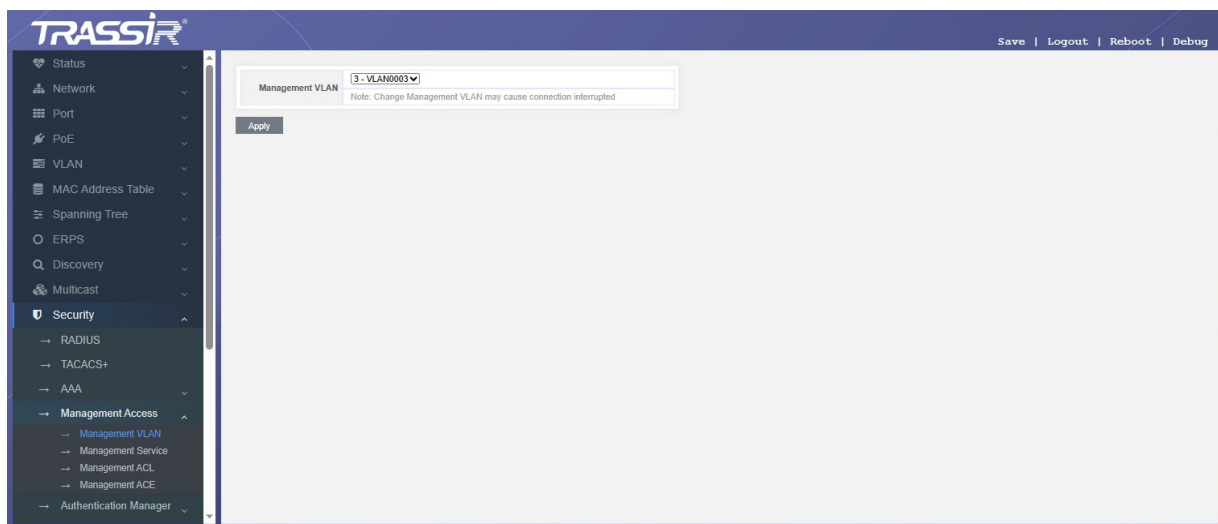 TRASSIR
Save | Logout | Reboot | Debug
Status
Network
Port
PoE
VLAN
MAC Address Table
Spanning Tree
ERPS
Discovery
Multicast
Security
RADIUS
TACACS+
AAA
Management Access
Management VLAN
Management Service
Management ACL
Management ACE
Authentication Manager
Management VLAN
3 - VLAN0003
Note: Change Management VLAN may cause connection interrupted
Apply